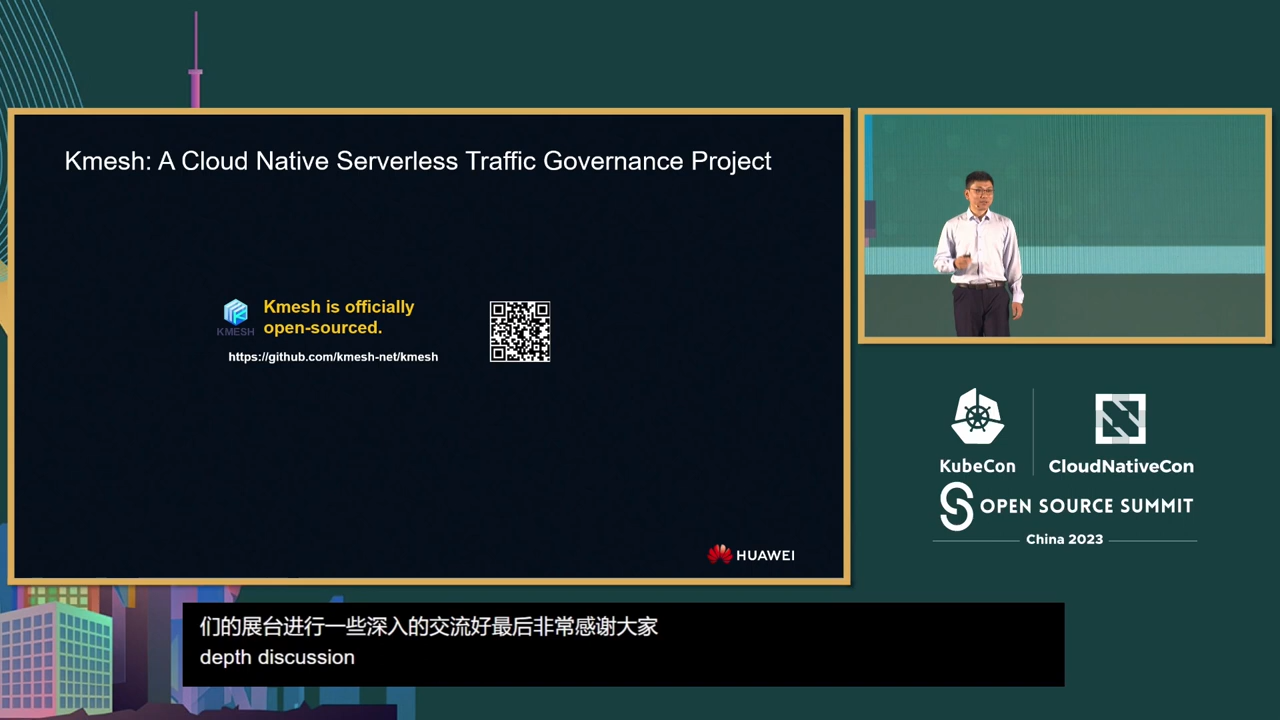 Kmesh: A Cloud Native Serverless Traffic Governance Project
KMESH
Kmesh is officially
open-sourced.
https://github.com/kmesh-net/kmesh
HUAWEI
KubeCon
CloudNativeCon
OPEN SOURCE SUMMIT
China 2023
们的展台进行一些深入的交流好最后非常感谢大家
depth discussion